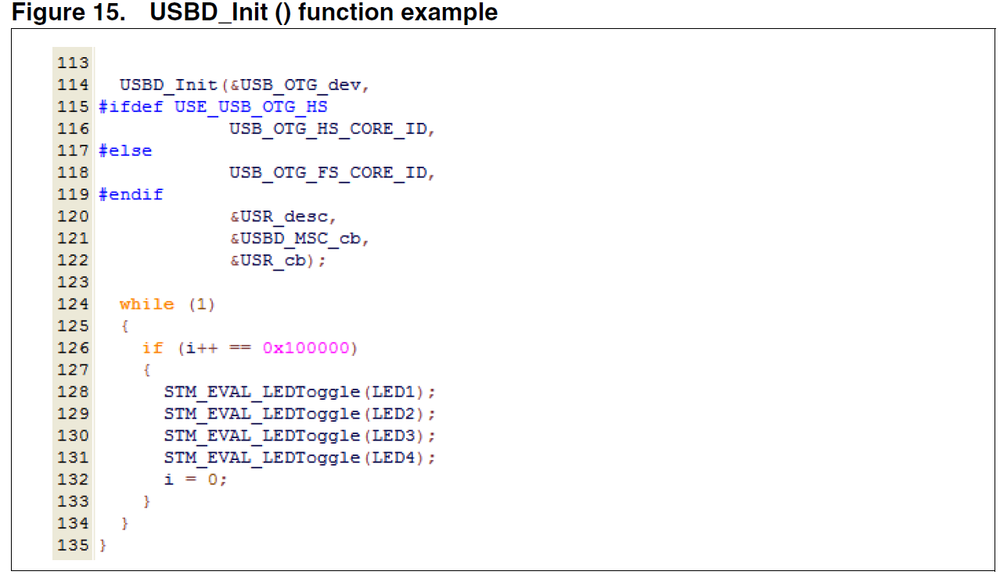 Figure 15. USBD_Init () function example
113
114 USBD_Init(&USB_OTG_dev,
115 #ifdef USE_USB_OTG_HS
116 USB_OTG_HS_CORE_ID,
117 #else
118 USB_OTG_FS_CORE_ID,
119 #endif
120 &USR_desc,
121 &USBD_MSC_cb,
122 &USR_cb);
123
124 while (1)
125 {
126 if (i++ == 0x100000)
127 {
128 STM_EVAL_LEDToggle(LED1);
129 STM_EVAL_LEDToggle(LED2);
130 STM_EVAL_LEDToggle(LED3);
131 STM_EVAL_LEDToggle(LED4);
132 i = 0;
133 }
134 }
135 }